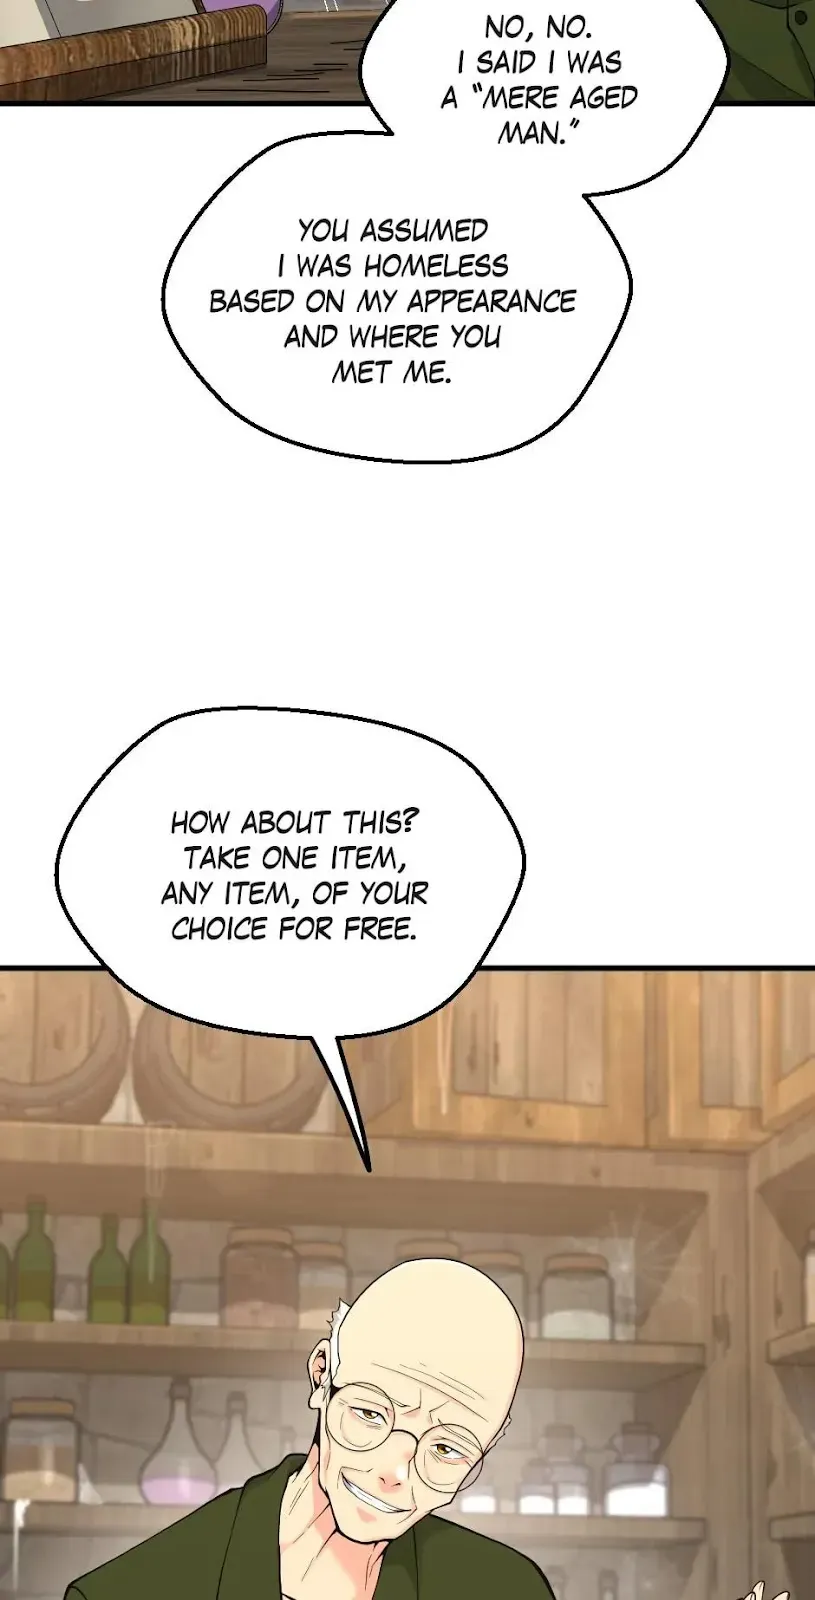 NO, NO.
I SAID I WAS
A "MERE AGED
MAN."
YOU ASSUMED
I WAS HOMELESS
BASED ON MY APPEARANCE
AND WHERE YOU
MET ME.
HOW ABOUT THIS?
TAKE ONE ITEM,
ANY ITEM, OF YOUR
CHOICE FOR FREE.